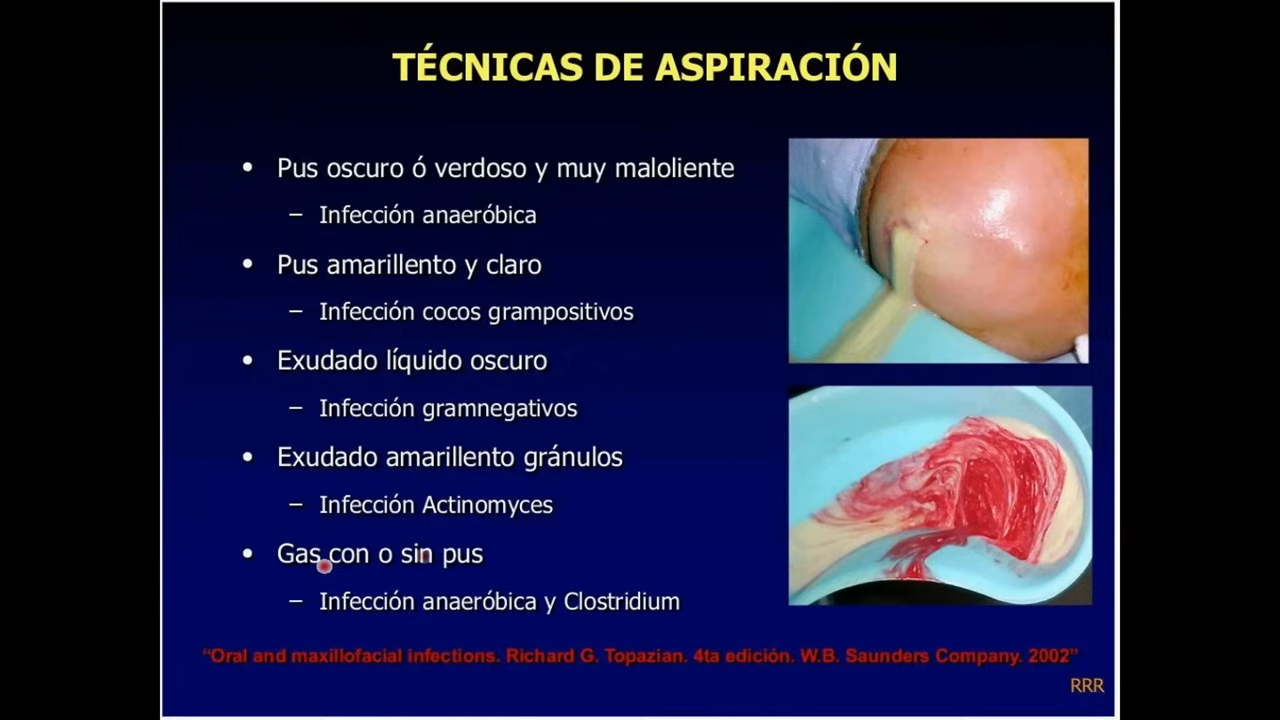 TÉCNICAS DE ASPIRACIÓN
• Pus oscuro ó verdoso y muy maloliente
– Infección anaeróbica
• Pus amarillento y claro
– Infección cocos grampositivos
• Exudado líquido oscuro
– Infección gramnegativos
• Exudado amarillento gránulos
– Infección Actinomyces
• Gas con o sin pus
– Infección anaeróbica y Clostridium
“Oral and maxillofacial infections. Richard G. Topazian. 4ta edición. W.B. Saunders Company. 2002”
RRR